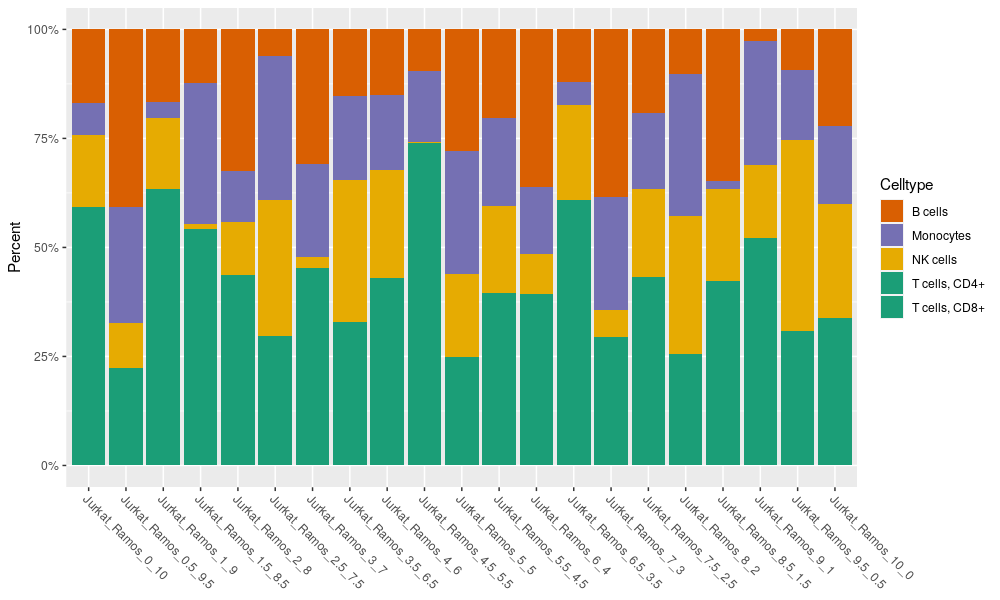 100%
75%
50%
25%
0%
Percent
Celltype
B cells
Monocytes
NK cells
T cells, CD4+
T cells, CD8+
Jurkat_Ramos_0_10
Jurkat_Ramos_0.5_9.5
Jurkat_Ramos_1_9
Jurkat_Ramos_1.5_8.5
Jurkat_Ramos_2_8
Jurkat_Ramos_2.5_7.5
Jurkat_Ramos_3_7
Jurkat_Ramos_3.5_6.5
Jurkat_Ramos_4_6
Jurkat_Ramos_4.5_5.5
Jurkat_Ramos_5_5
Jurkat_Ramos_5.5_4.5
Jurkat_Ramos_6_4
Jurkat_Ramos_6.5_3.5
Jurkat_Ramos_7_3
Jurkat_Ramos_7.5_2.5
Jurkat_Ramos_8_2
Jurkat_Ramos_8.5_1.5
Jurkat_Ramos_9_1
Jurkat_Ramos_9.5_0.5
Jurkat_Ramos_10_0